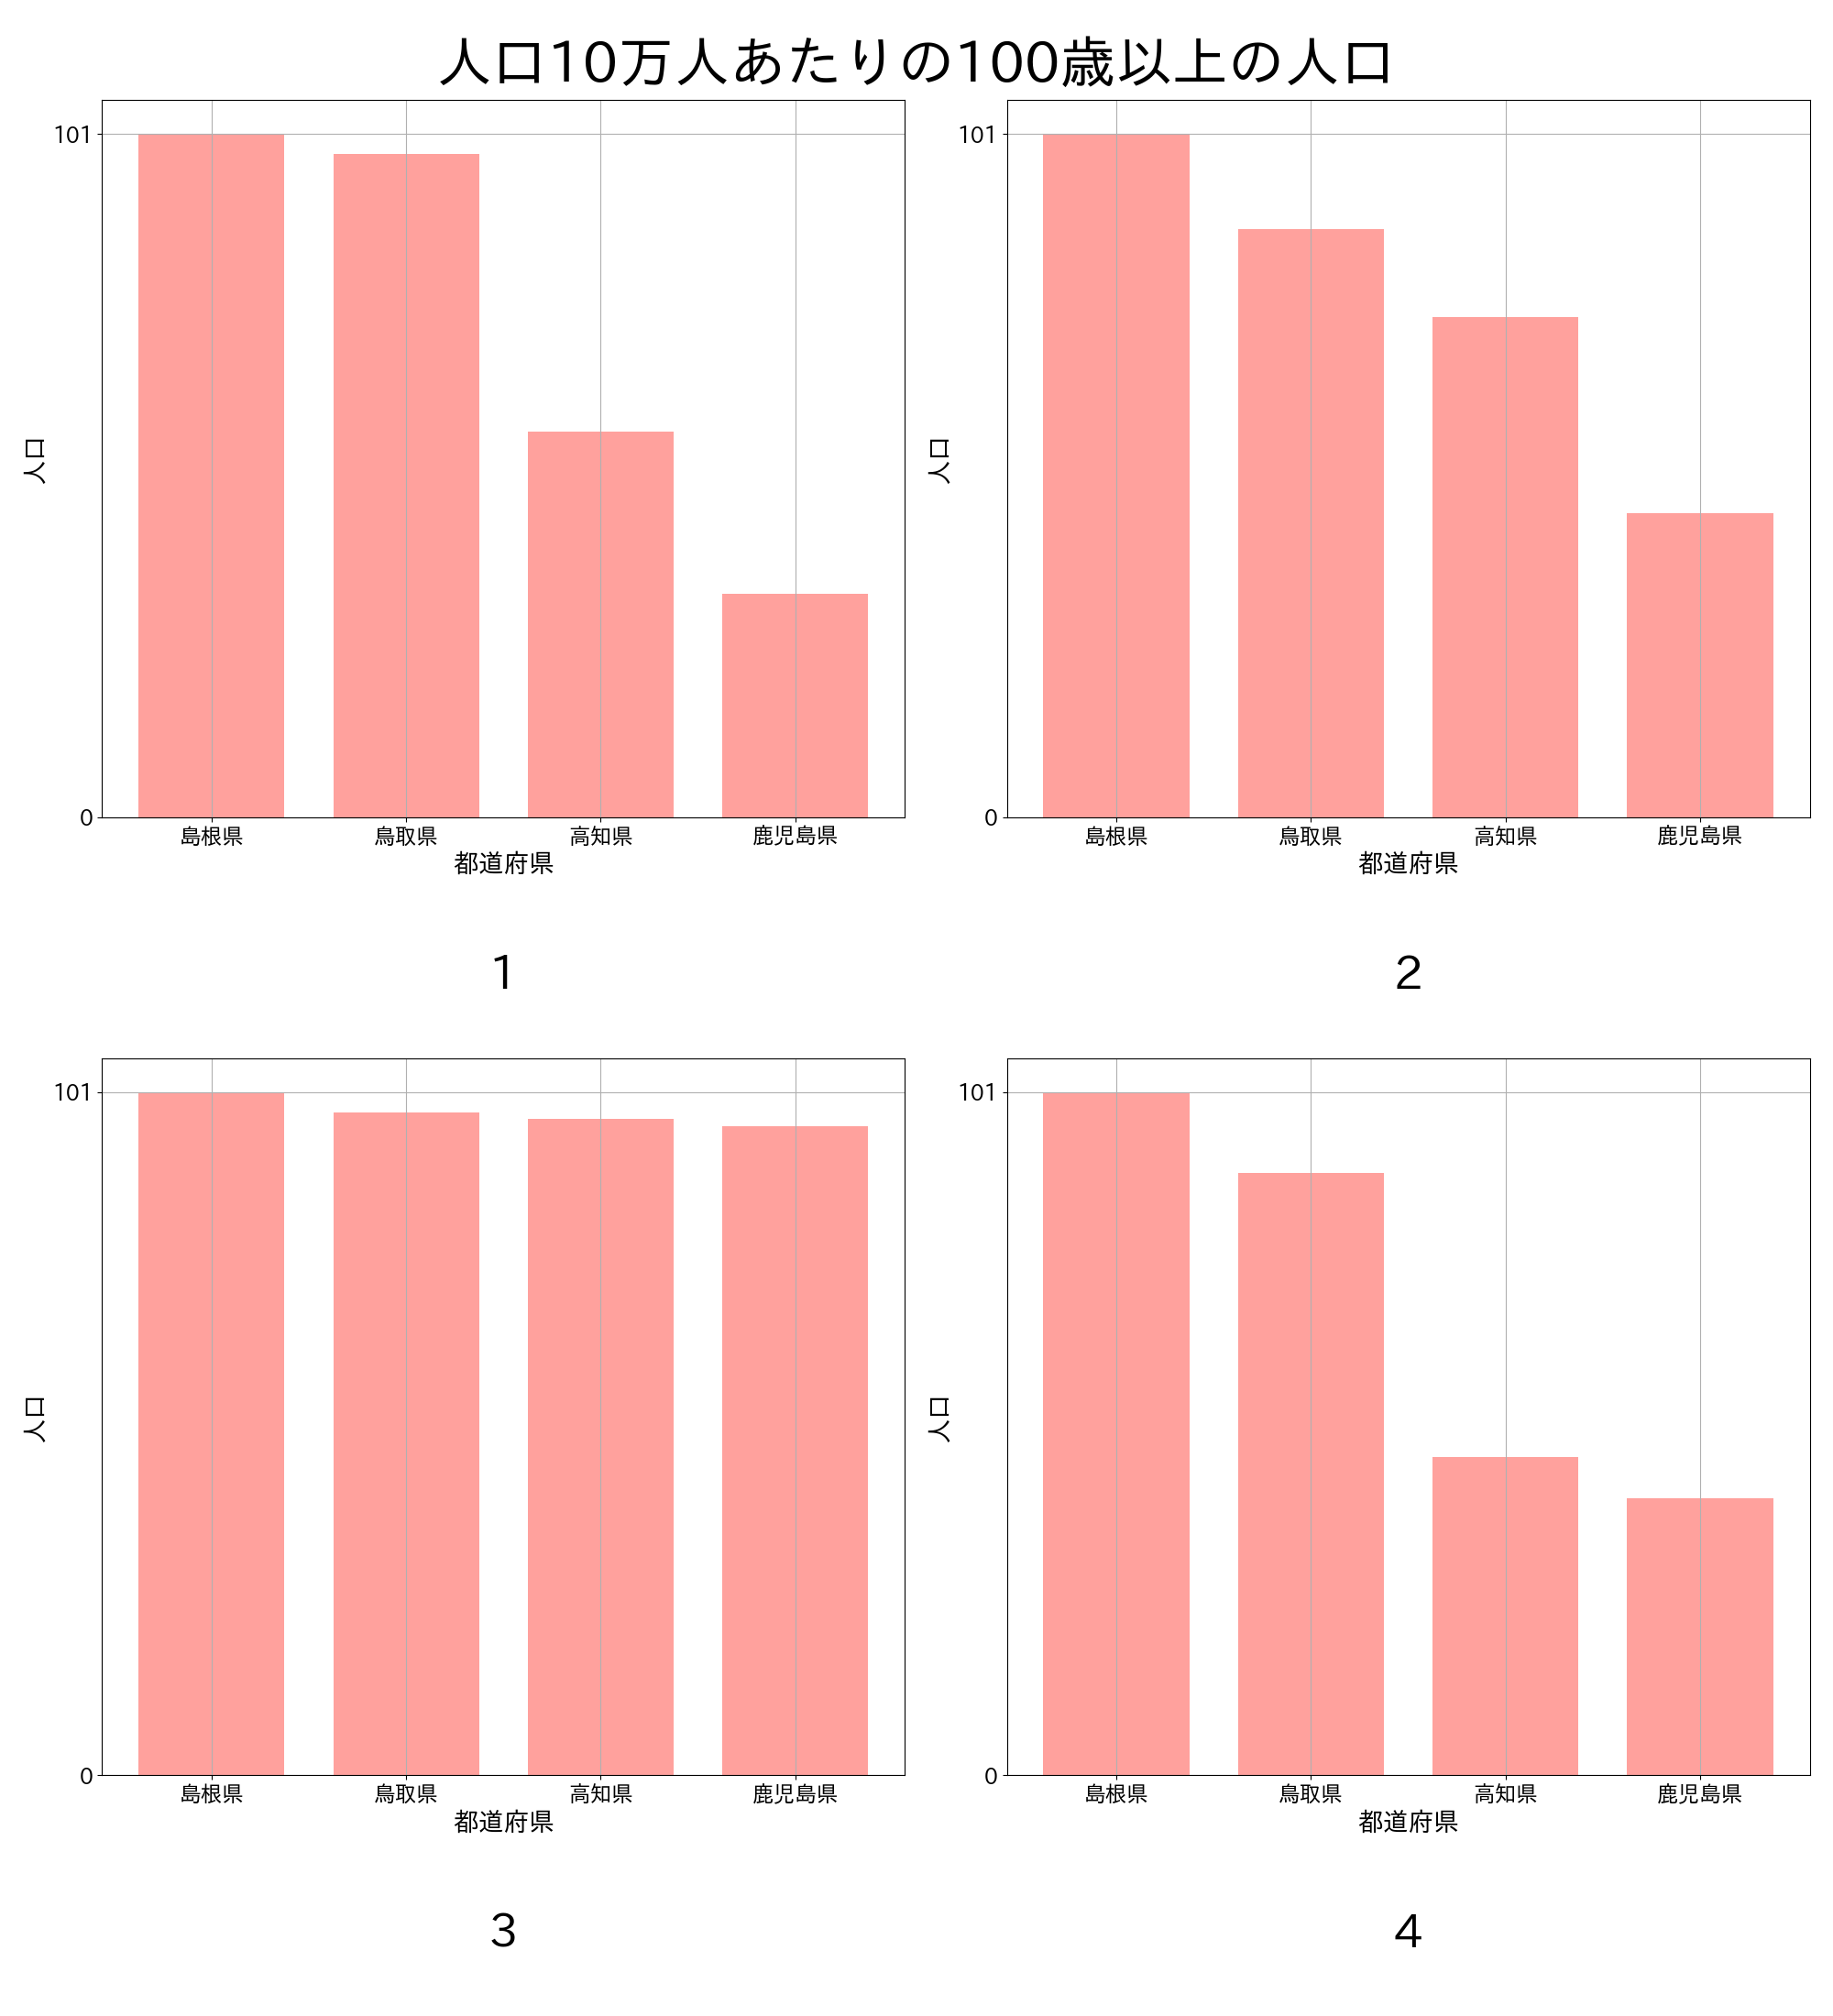 人口10万人あたりの100歳以上の人口
101
0
人口
島根県 鳥取県 高知県 鹿児島県
都道府県
1
101
0
人口
島根県 鳥取県 高知県 鹿児島県
都道府県
2
101
0
人口
島根県 鳥取県 高知県 鹿児島県
都道府県
3
101
0
人口
島根県 鳥取県 高知県 鹿児島県
都道府県
4